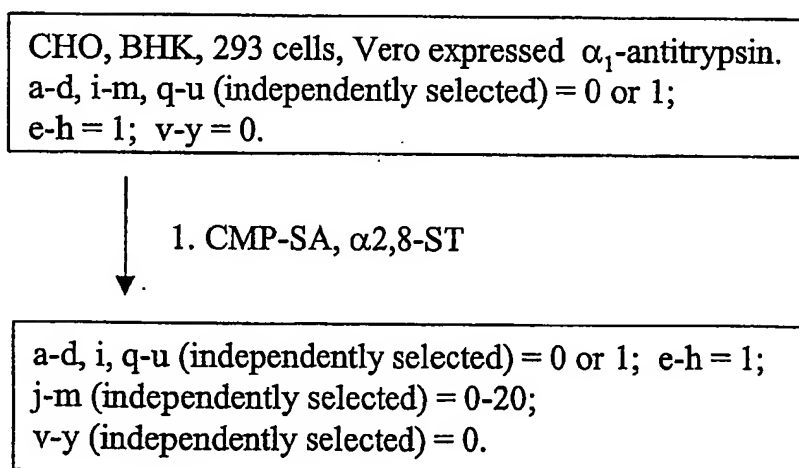 CHO, BHK, 293 cells, Vero expressed α₁-antitrypsin.
a-d, i-m, q-u (independently selected) = 0 or 1;
e-h = 1; v-y = 0.
1. CMP-SA, α2,8-ST
a-d, i, q-u (independently selected) = 0 or 1; e-h = 1;
j-m (independently selected) = 0-20;
v-y (independently selected) = 0.